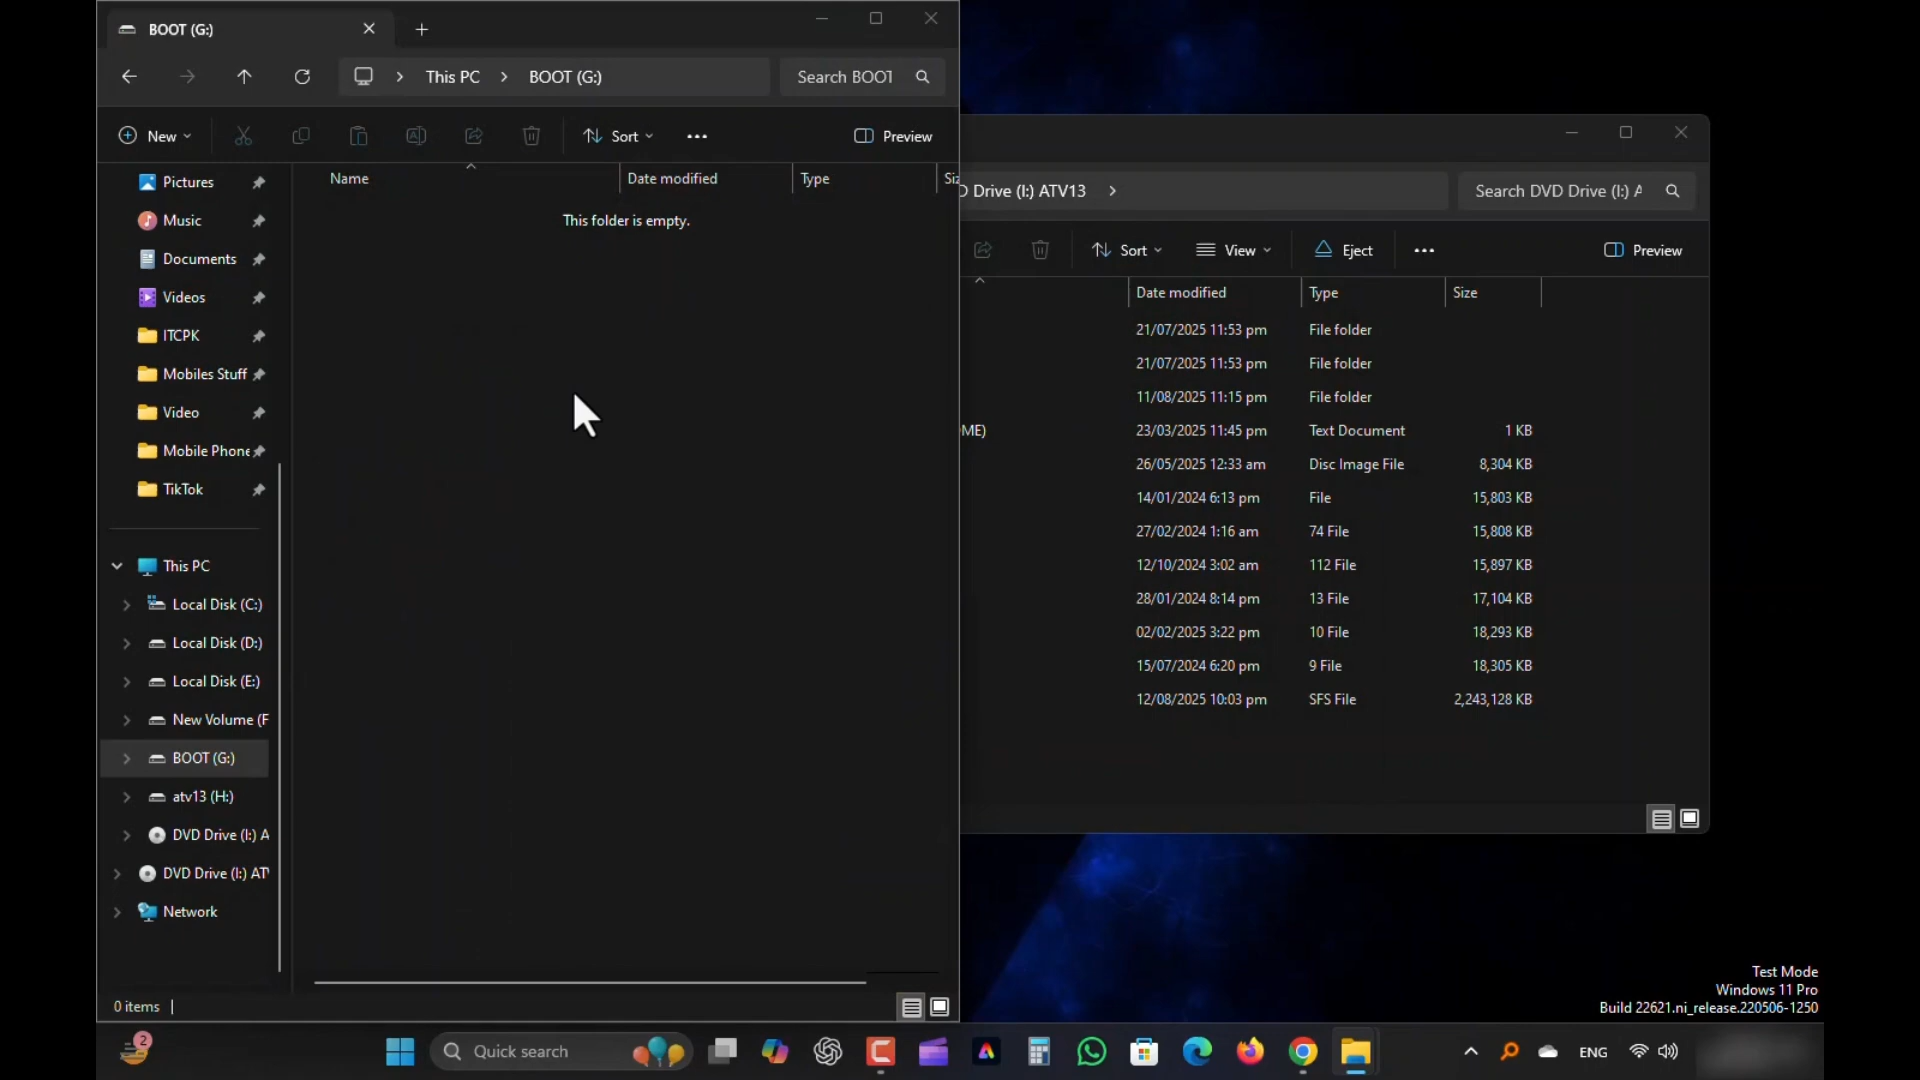 BOOT (G:)
This PC
BOOT (G:)
Search BOOT
New
Sort
Preview
Name
Date modified
Type
This folder is empty.
Pictures
Music
Documents
Videos
ITCPK
Mobiles Stuff
Video
Mobile Phone
TikTok
This PC
Local Disk (C:)
Local Disk (D:)
Local Disk (E:)
New Volume (F
BOOT (G:)
atv13 (H:)
DVD Drive (I:) A
DVD Drive (I:) AT
Network
0 items
Drive (I:) ATV13
Search DVD Drive (I:) A
Sort
View
Eject
Preview
Date modified
Type
Size
21/07/2025 11:53 pm File folder
21/07/2025 11:53 pm File folder
11/08/2025 11:15 pm File folder
ME) 23/03/2025 11:45 pm Text Document 1 KB
26/05/2025 12:33 am Disc Image File 8,304 KB
14/01/2024 6:13 pm File 15,803 KB
27/02/2024 1:16 am 74 File 15,808 KB
12/10/2024 3:02 am 112 File 15,897 KB
28/01/2024 8:14 pm 13 File 17,104 KB
02/02/2025 3:22 pm 10 File 18,293 KB
15/07/2024 6:20 pm 9 File 18,305 KB
12/08/2025 10:03 pm SFS File 2,243,128 KB
Test Mode
Windows 11 Pro
Build 22621.ni_release.220506-1250
2
Quick search
ENG